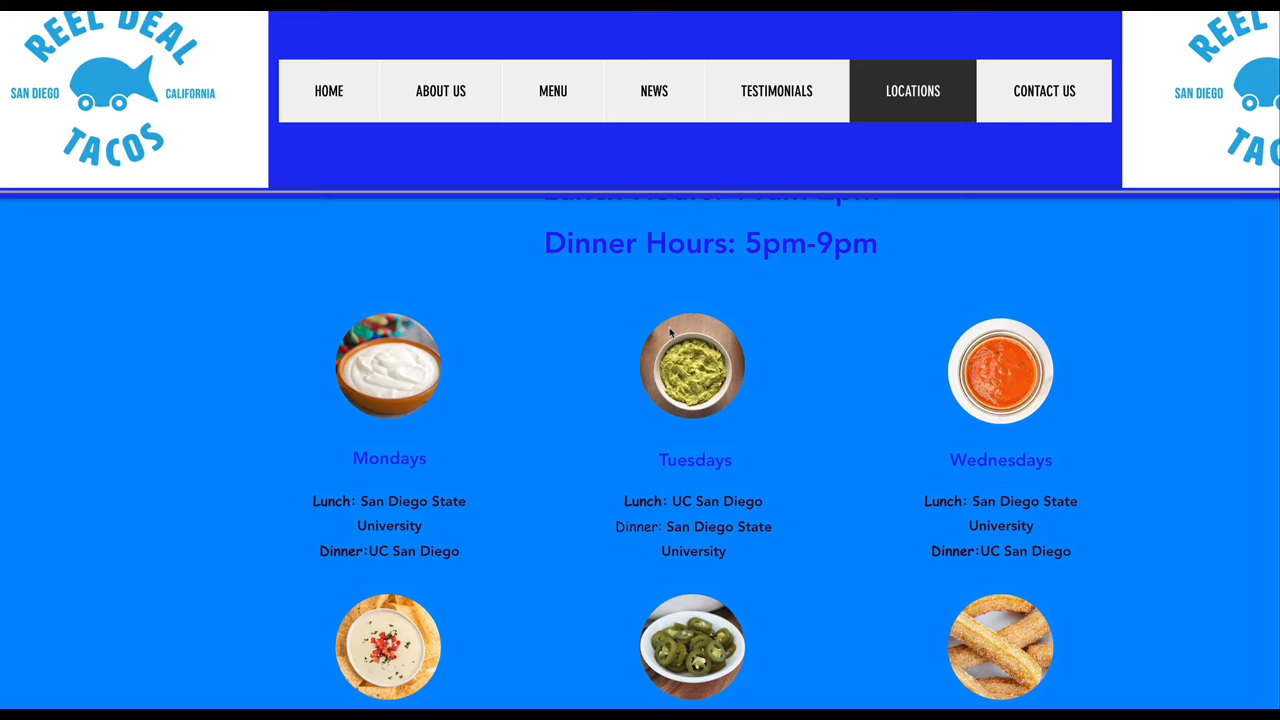 REEL DEAL
SAN DIEGO
CALIFORNIA
TACOS
HOME
ABOUT US
MENU
NEWS
TESTIMONIALS
LOCATIONS
CONTACT US
REEL
SAN DIEGO
TA
Dinner Hours: 5pm-9pm
Mondays
Lunch: San Diego State
University
Dinner:UC San Diego
Tuesdays
Lunch: UC San Diego
Dinner: San Diego State
University
Wednesdays
Lunch: San Diego State
University
Dinner:UC San Diego